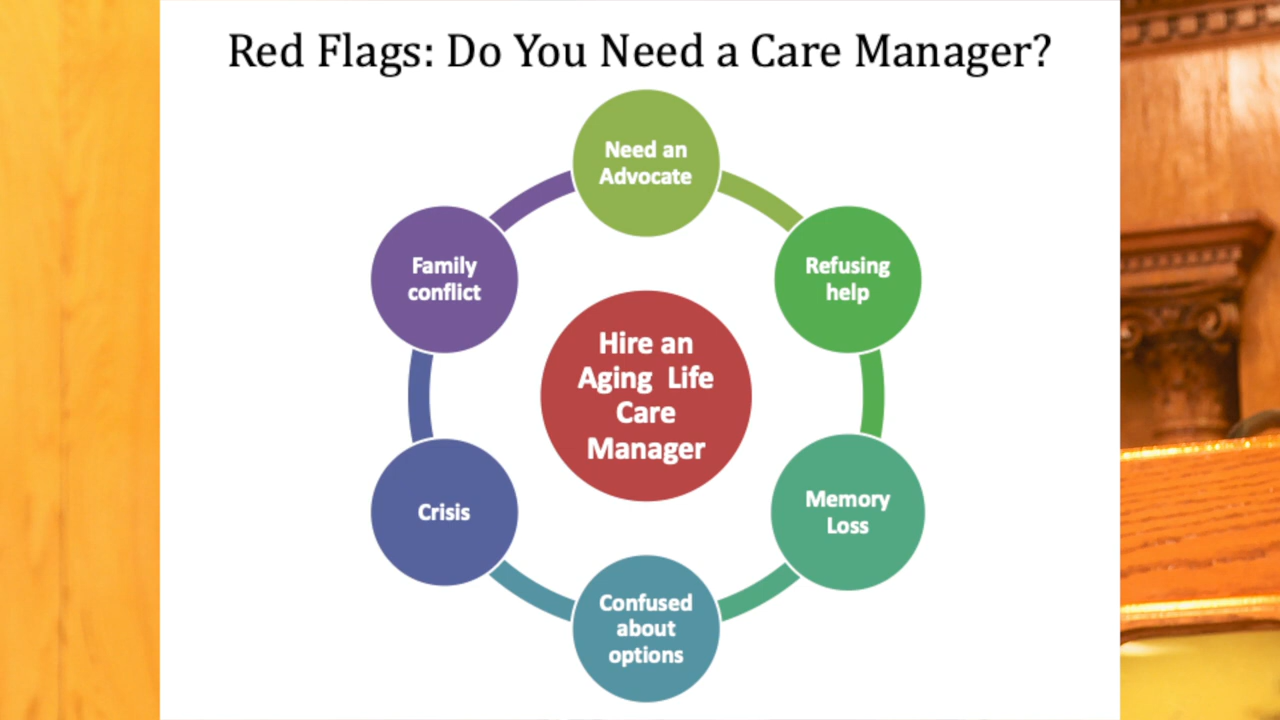 Red Flags: Do You Need a Care Manager?
Need an
Advocate
Refusing
help
Memory
Loss
Confused
about
options
Crisis
Family
conflict
Hire an
Aging Life
Care
Manager